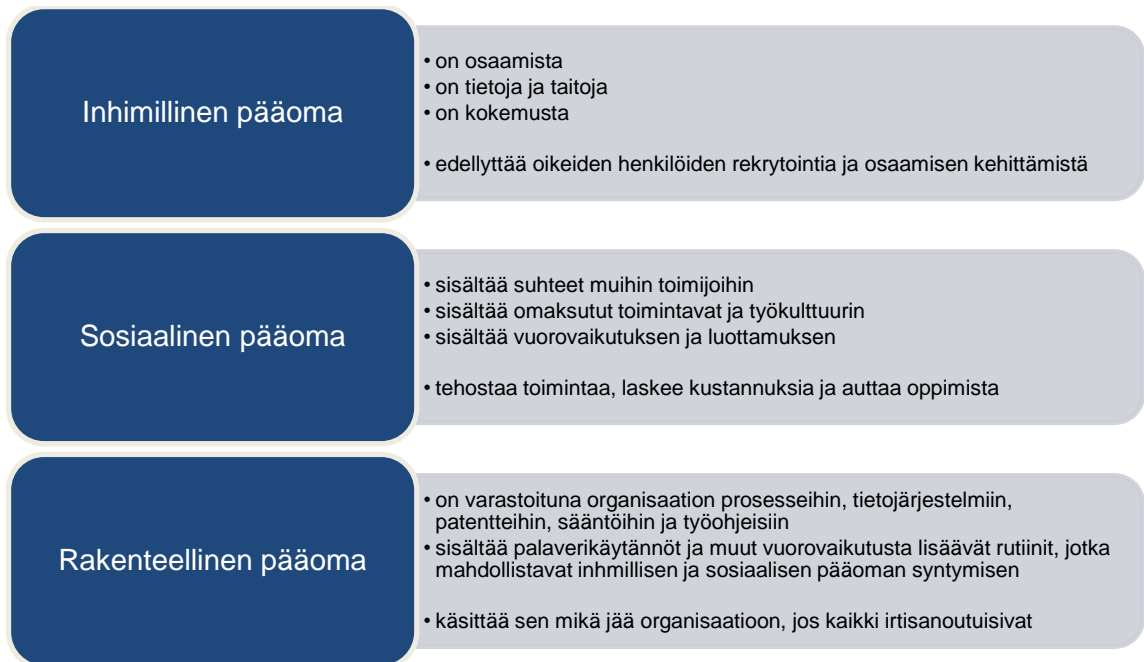 Inhimillinen pääoma
• on osaamista
• on tietoja ja taitoja
• on kokemusta
• edellyttää oikeiden henkilöiden rekrytointia ja osaamisen kehittämistä
Sosiaalinen pääoma
• sisältää suhteet muihin toimijoihin
• sisältää omaksutut toimintavat ja työkulttuurin
• sisältää vuorovaikutuksen ja luottamuksen
• tehostaa toimintaa, laskee kustannuksia ja auttaa oppimista
Rakenteellinen pääoma
• on varastoituna organisaation prosesseihin, tietojärjestelmiin,
patentteihin, sääntöihin ja työohjeisiin
• sisältää palaverikäytännöt ja muut vuorovaikutusta lisäävät rutiinit, jotka
mahdollistavat inhmillisen ja sosiaalisen pääoman syntymisen
• käsittää sen mikä jää organisaatioon, jos kaikki irtisanoutuisivat